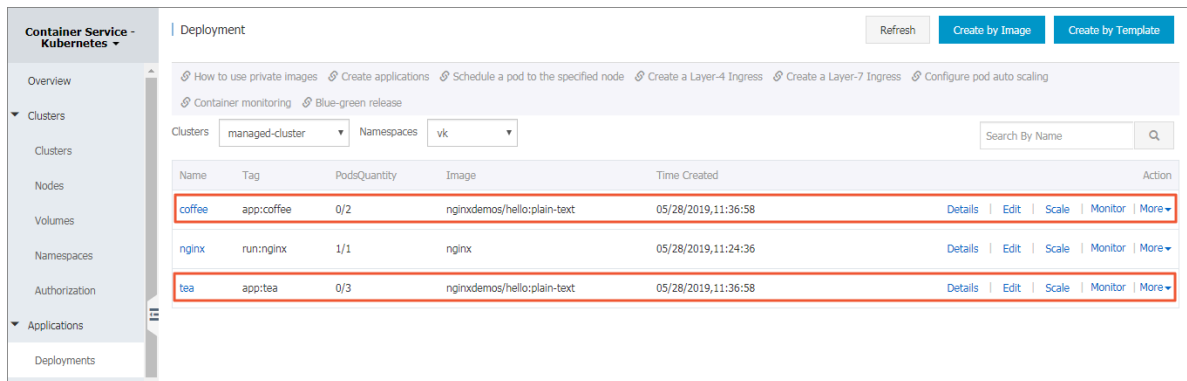 Container Service -
Kubernetes
Overview
Clusters
Clusters
Nodes
Volumes
Namespaces
Authorization
Applications
Deployments
Deployment
Refresh Create by Image Create by Template
How to use private images Create applications Schedule a pod to the specified node Create a Layer-4 Ingress Create a Layer-7 Ingress Configure pod auto scaling
Container monitoring Blue-green release
Clusters managed-cluster Namespaces vk Search By Name
Name Tag PodsQuantity Image Time Created Action
coffee app:coffee 0/2 nginxdemos/hello:plain-text 05/28/2019,11:36:58 Details | Edit | Scale | Monitor | More
nginx run:nginx 1/1 nginx 05/28/2019,11:24:36 Details | Edit | Scale | Monitor | More
tea app:tea 0/3 nginxdemos/hello:plain-text 05/28/2019,11:36:58 Details | Edit | Scale | Monitor | More